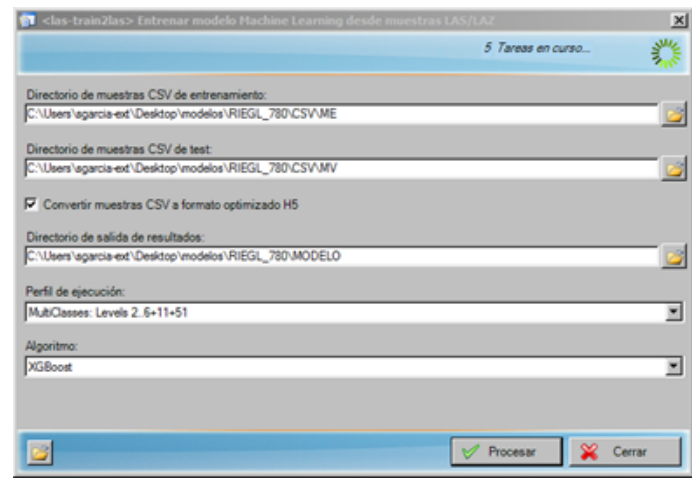 <las-train2las> Entrenar modelo Machine Learning desde muestras LAS/LAZ
5 Tareas en curso...
Directorio de muestras CSV de entrenamiento:
C:\Users\sgarcia-ext\Desktop\modelos\RIEGL_780\CSV\ME
Directorio de muestras CSV de test:
C:\Users\sgarcia-ext\Desktop\modelos\RIEGL_780\CSV\MV
Convertir muestras CSV a formato optimizado H5
Directorio de salida de resultados:
C:\Users\sgarcia-ext\Desktop\modelos\RIEGL_780\MODELO
Perfil de ejecución:
MultiClasses: Levels 2..6+11+51
Algoritmo:
XGBoost
Procesar
Cerrar